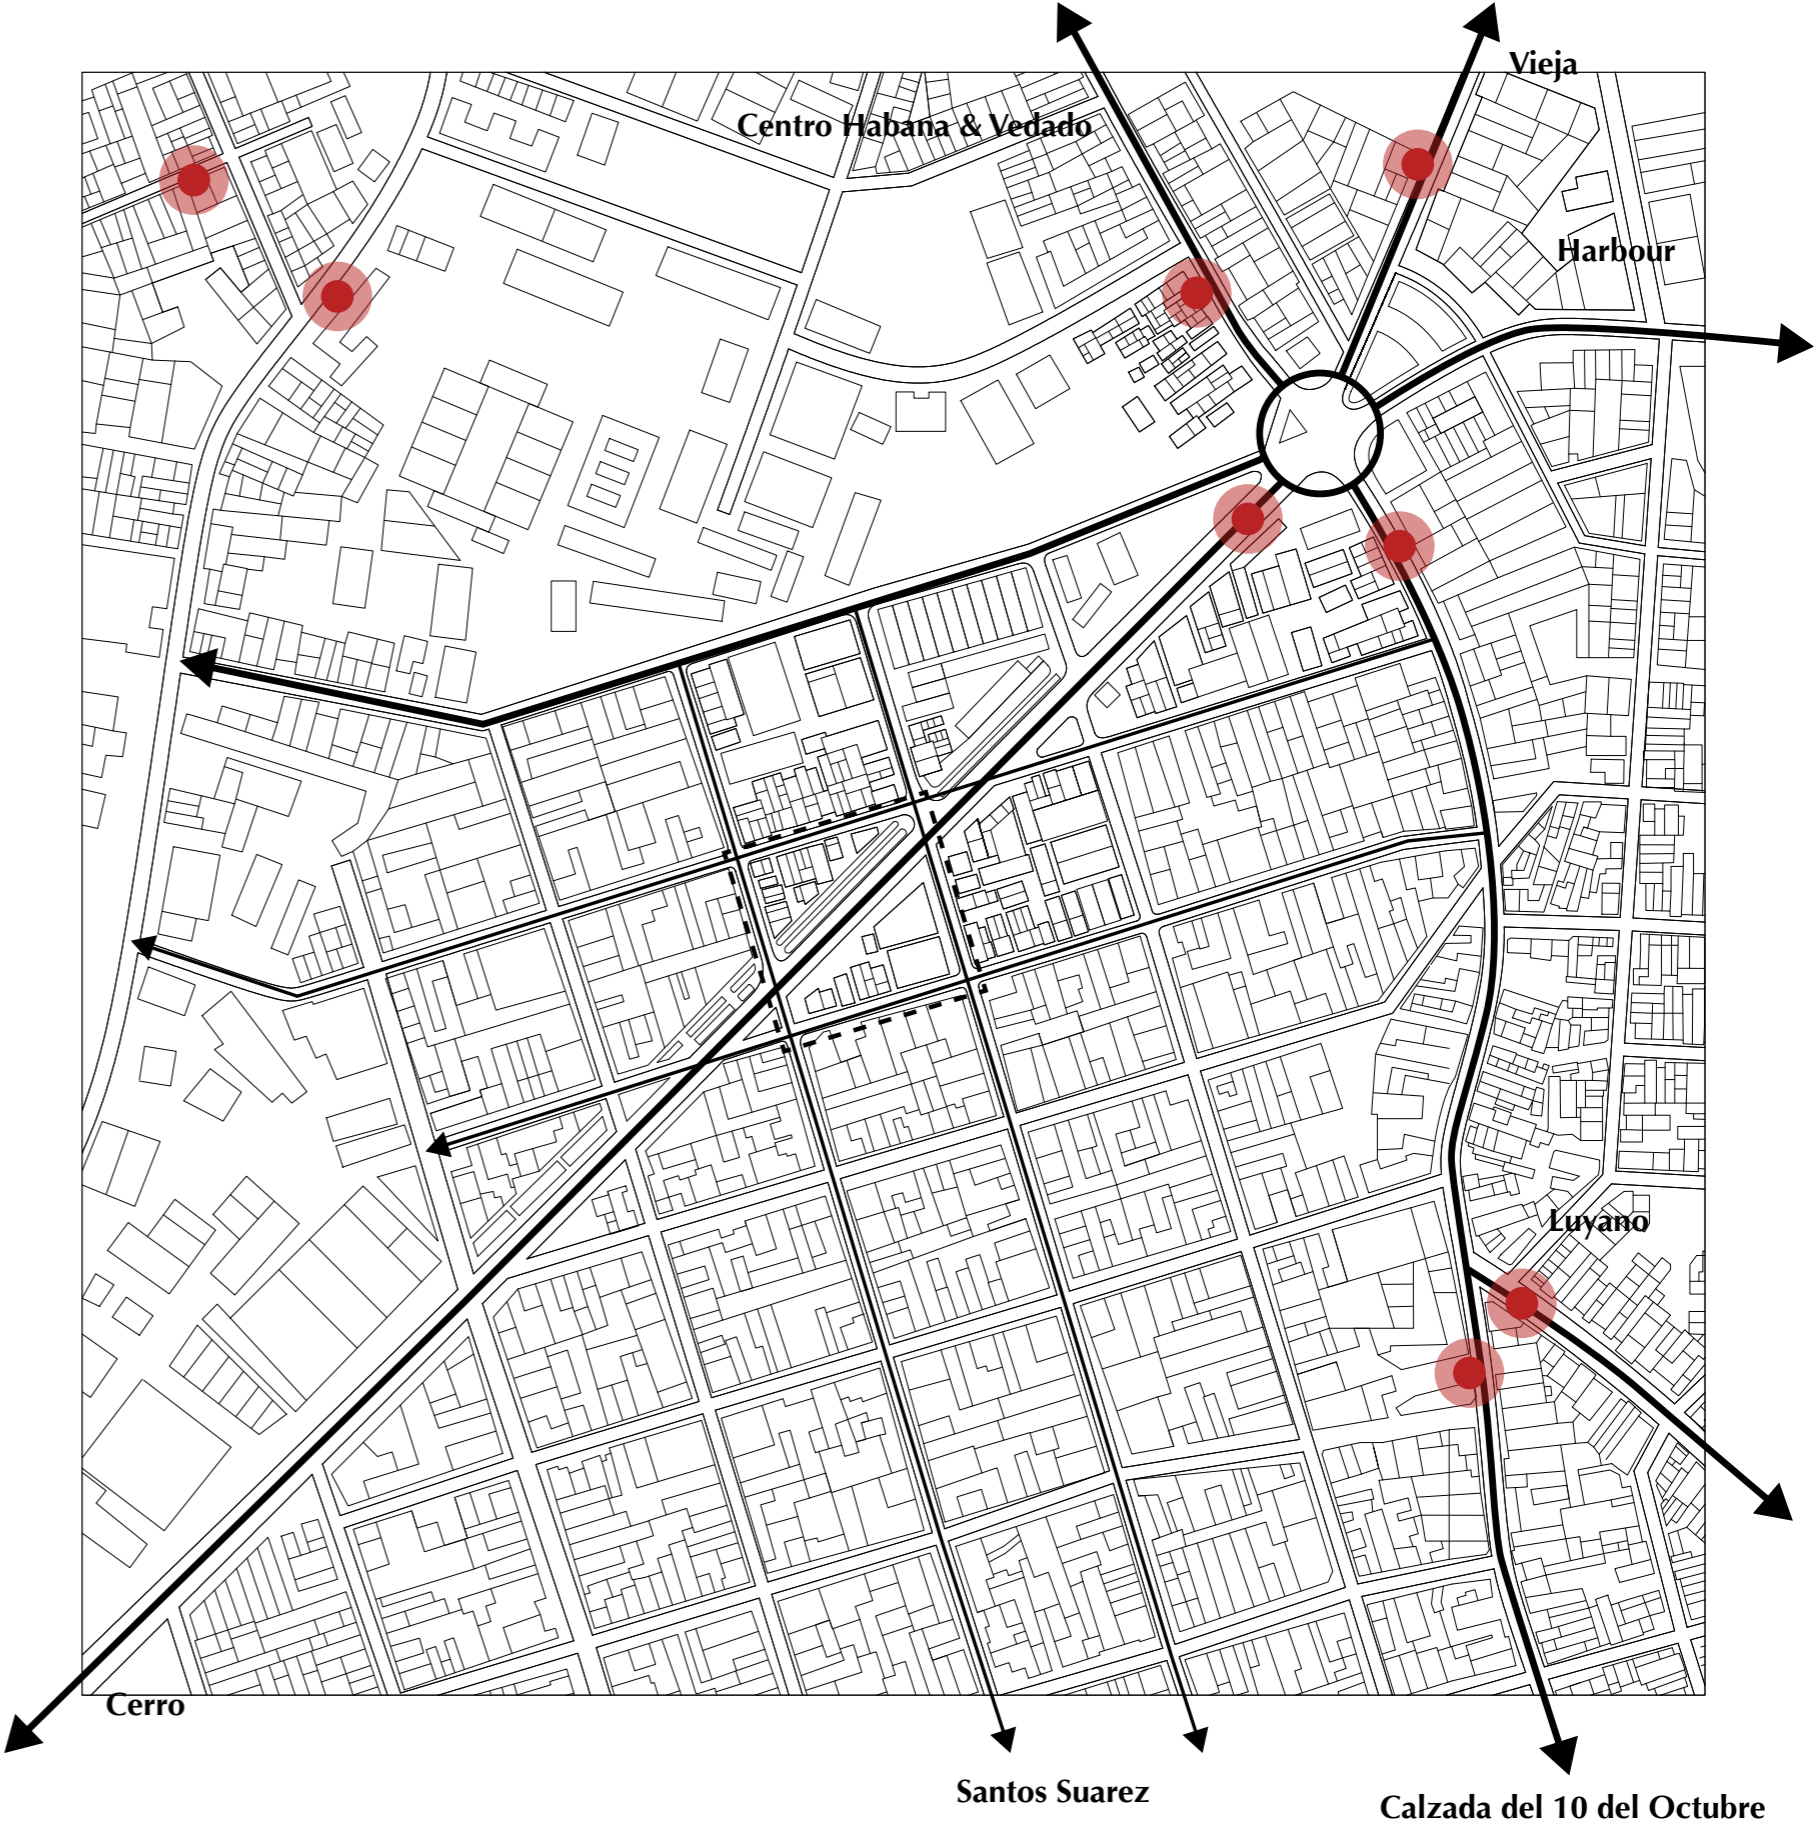 Vieja
Centro Habana & Vedado
Harbour
Luyano
Cerro
Santos Suarez
Calzada del 10 del Octubre